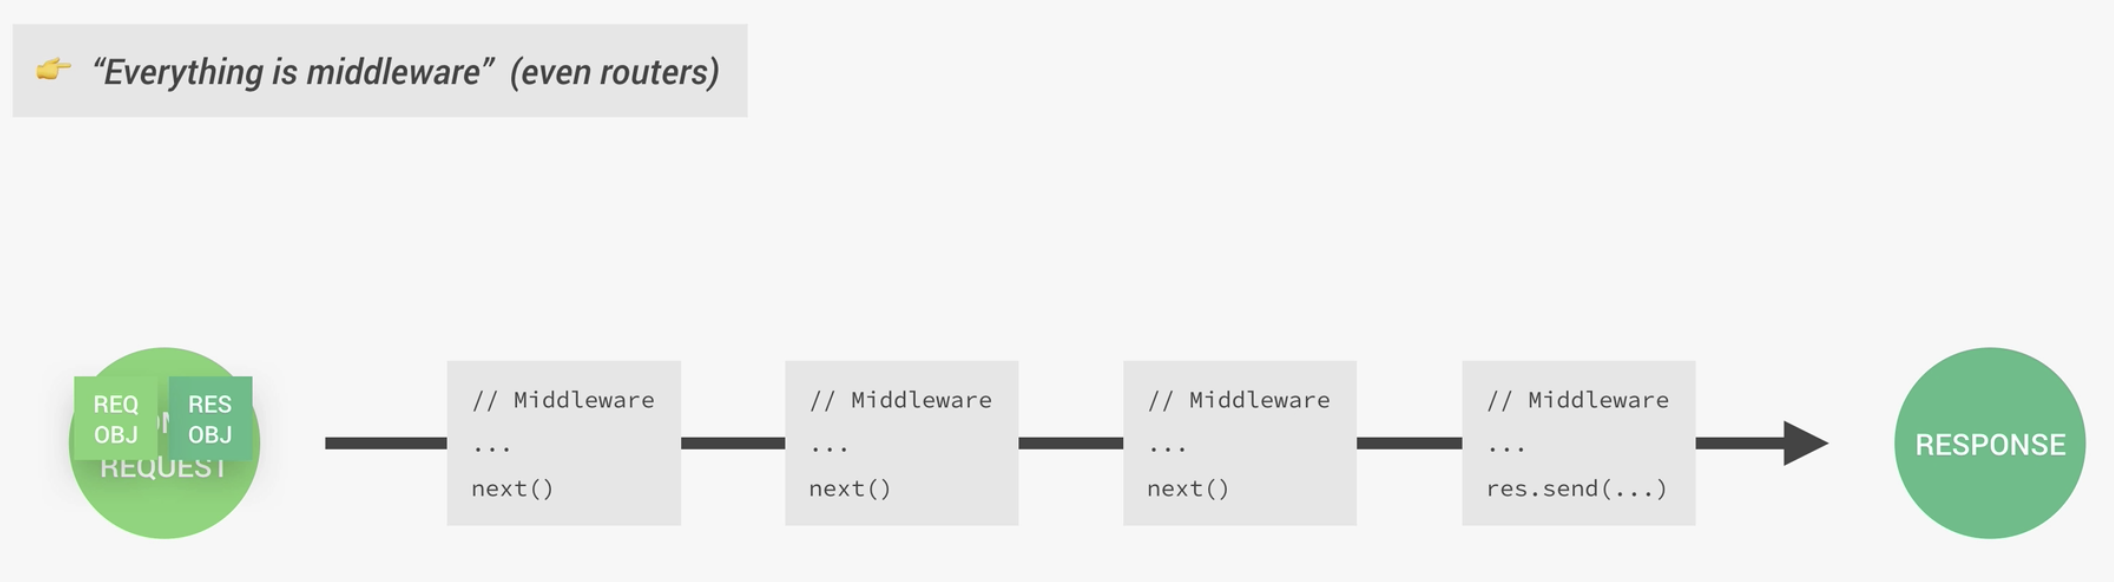 👉 “Everything is middleware” (even routers)
REQ
OBJ
RES
OBJ
REQUEST
// Middleware
...
next()
// Middleware
...
next()
// Middleware
...
next()
// Middleware
...
res.send(...)
RESPONSE